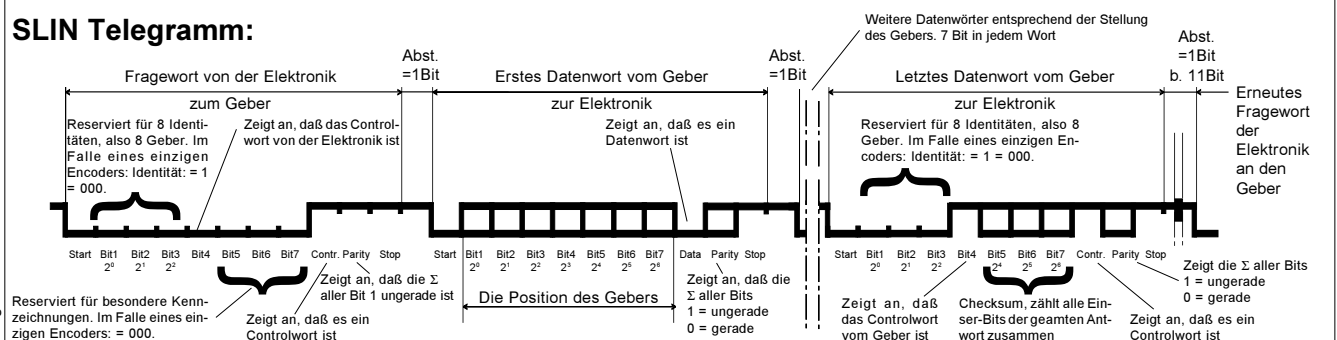 SLIN Telegramm:
Weitere Datenwörter entsprechend der Stellung
des Gebers. 7 Bit in jedem Wort
Fragewort von der Elektronik
zum Geber
Abst.
=1Bit
Erstes Datenwort vom Geber
zur Elektronik
Abst.
=1Bit
Letztes Datenwort vom Geber
zur Elektronik
Abst.
=1Bit
b. 11Bit
Erneutes
Fragewort
der
Elektronik
an den
Geber
Reserviert für 8 Identi-
täten, also 8 Geber. Im
Falle eines einzigen
Encoders: Identität: = 1
= 000.
Zeigt an, daß das Control-
wort von der Elektronik ist
Zeigt an, daß es ein
Datenwort ist
Reserviert für 8 Identitäten, also 8
Geber. Im Falle eines einzigen En-
coders: Identität: = 1 = 000.
Start Bit1 Bit2 Bit3 Bit4 Bit5 Bit6 Bit7 Contr. Parity Stop
2⁰ 2¹ 2²
Start Bit1 Bit2 Bit3 Bit4 Bit5 Bit6 Bit7 Data Parity Stop
2⁰ 2¹ 2² 2³ 2⁴ 2⁵ 2⁶
Start Bit1 Bit2 Bit3 Bit4 Bit5 Bit6 Bit7 Contr. Parity Stop
2⁰ 2¹ 2² 2⁴ 2⁵ 2⁶
Reserviert für besondere Kenn-
zeichnungen. Im Falle eines ein-
zigen Encoders: = 000.
Zeigt an, daß es ein
Controlwort ist
Zeigt an, daß die Σ
aller Bit 1 ungerade ist
Die Position des Gebers
Zeigt an, daß die
Σ aller Bits
1 = ungerade
0 = gerade
Zeigt an, daß
das Controlwort
vom Geber ist
Checksum, zählt alle Ein-
ser-Bits der geamten Ant-
wort zusammen
Zeigt an, daß es ein
Controlwort ist
Zeigt die Σ aller Bits
1 = ungerade
0 = gerade